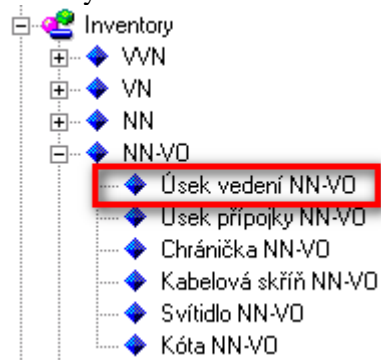 Inventory
VVN
VN
NN
NN-VO
Úsek vedení NN-VO
Úsek přípojky NN-VO
Chránička NN-VO
Kabelová skříň NN-VO
Svítidlo NN-VO
Kóta NN-VO